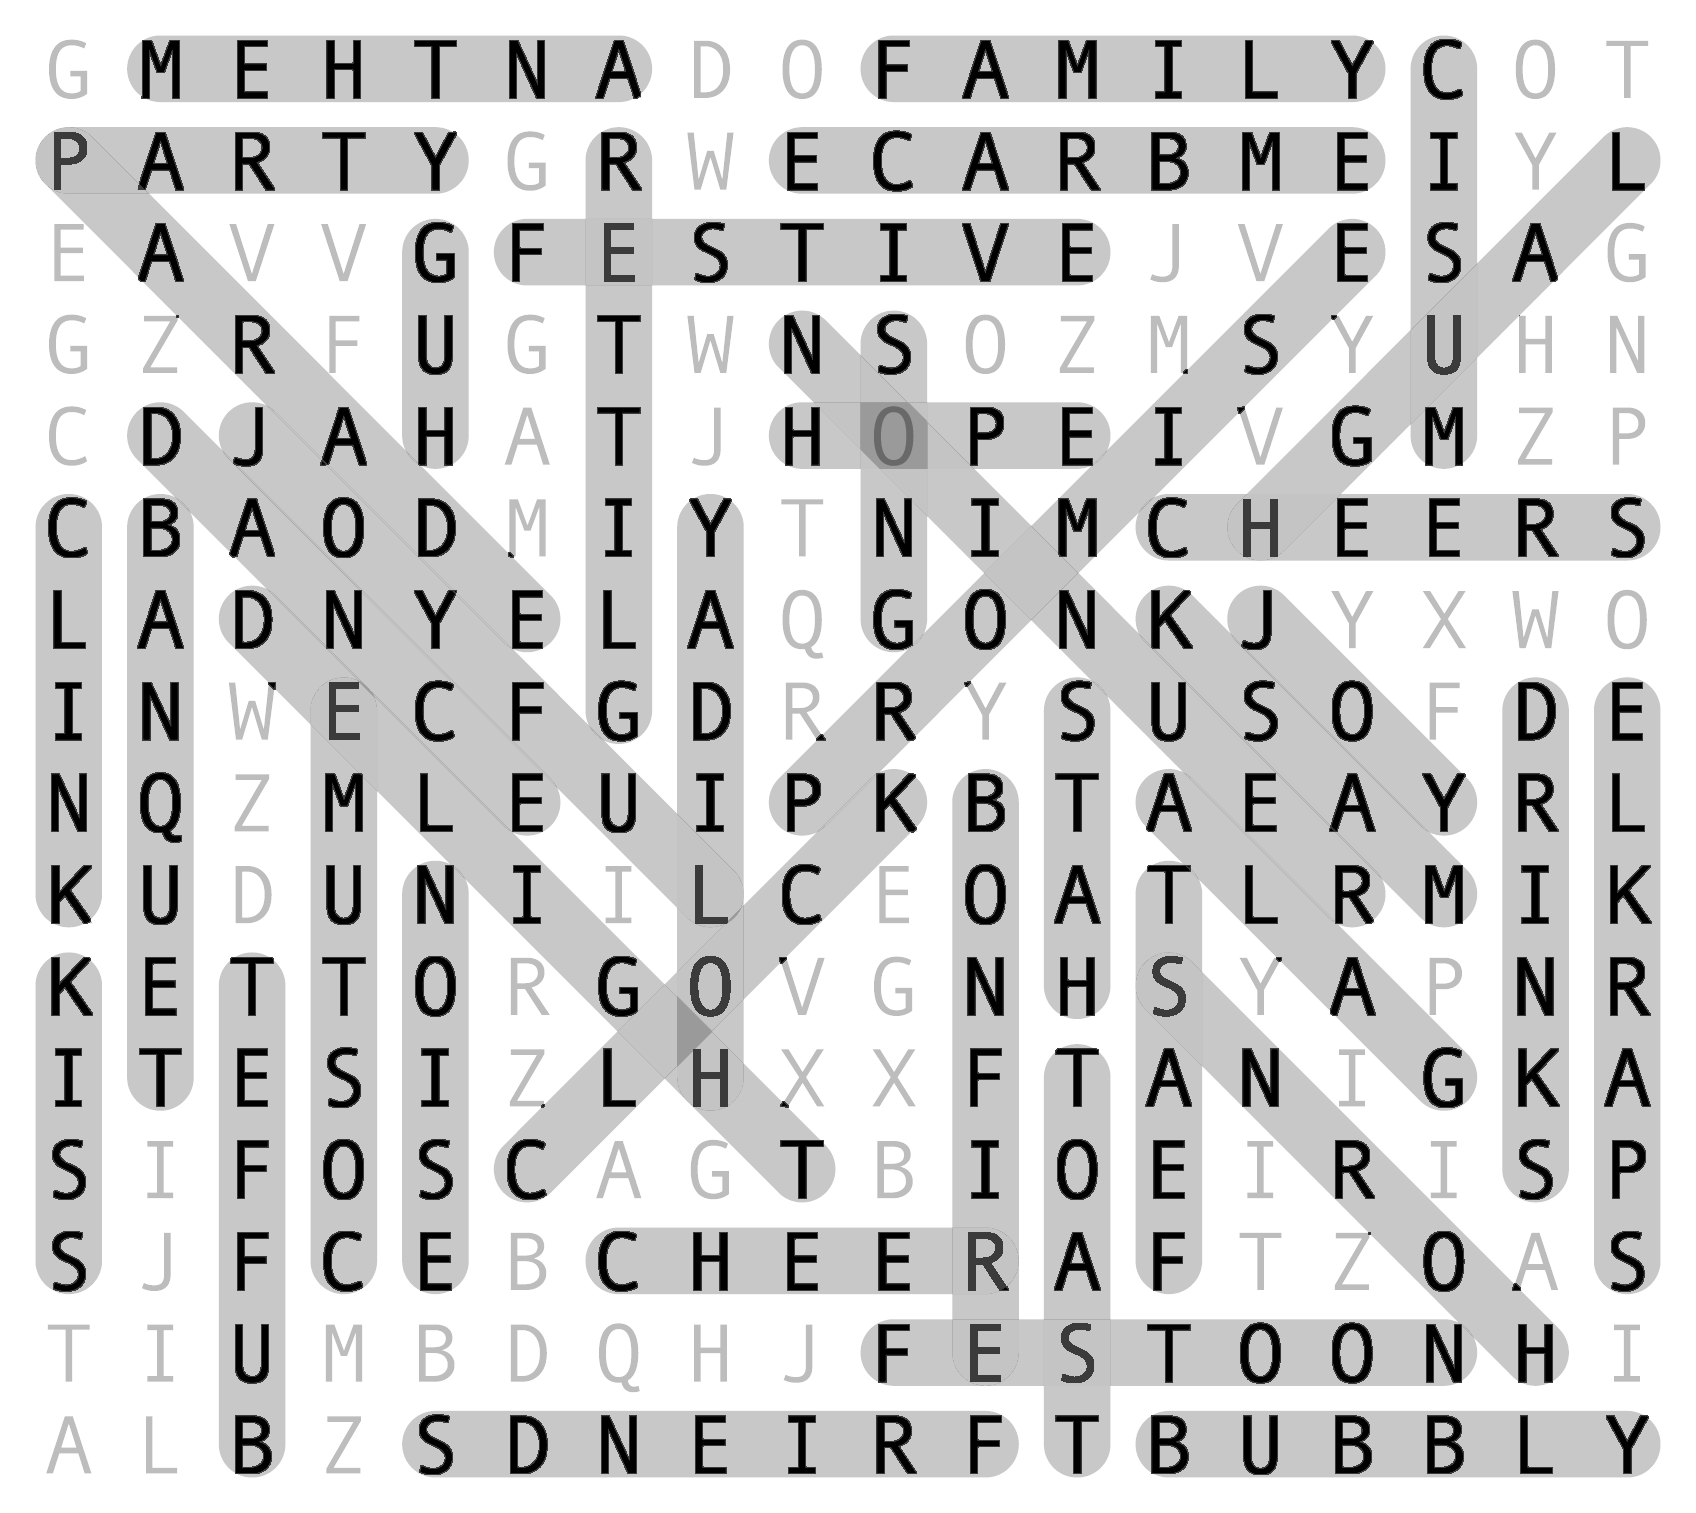 G M E H T N A D O F A M I L Y C O T
P A R T Y G R W E C A R B M E I Y L
E A V V G F E S T I V E J V E S A G
G Z R F U G T W N S O Z M S Y U H N
C D J A H A T J H O P E I V G M Z P
C B A O D M I Y T N I M C H E E R S
L A D N Y E L A Q G O N K J Y X W O
I N W E C F G D R R Y S U S O F D E
N Q Z M L E U I P K B T A E A Y R L
K U D U N I I L C E O A T L R M I K
K E T T O R G O V G N H S Y A P N R
I T E S I Z L H X X F T A N I G K A
S I F O S C A G T B I O E I R I S P
S J F C E B C H E E R A F T Z O A S
T I U M B D Q H J F E S T O O N H I
A L B Z S D N E I R F T B U B B L Y